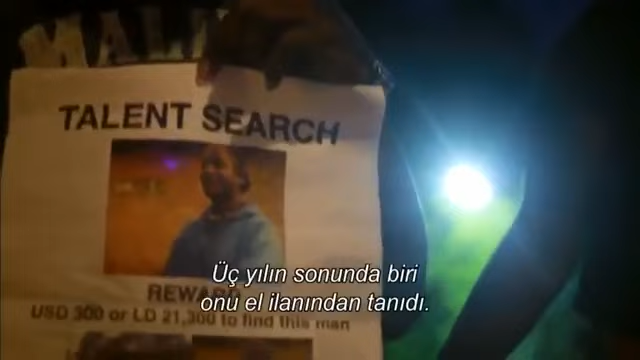 TALENT SEARCH
Üç yılın sonunda biri
onu el ilanından tanıdı.
REWARD
USD 300 or LD 21,300 to find this man